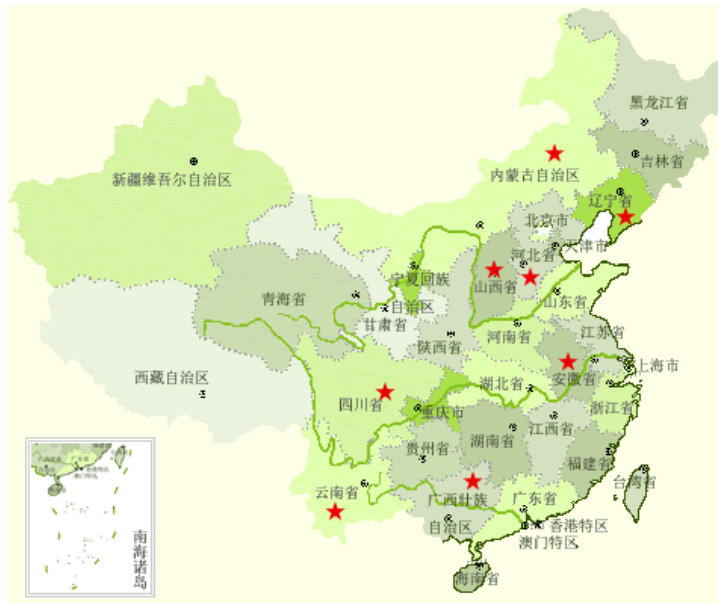 黑龙江省
吉林省
内蒙古自治区
新疆维吾尔自治区
辽宁省
北京市
天津市
河北省
宁夏回族
自治区
山西省
青海省
山东省
甘肃省
江苏省
陕西省
河南省
上海市
西藏自治区
安徽省
湖北省
四川省
浙江省
重庆市
江西省
湖南省
贵州省
福建省
台湾省
云南省
广西壮族
自治区
广东省
香港特区
澳门特区
海南省
南海诸岛